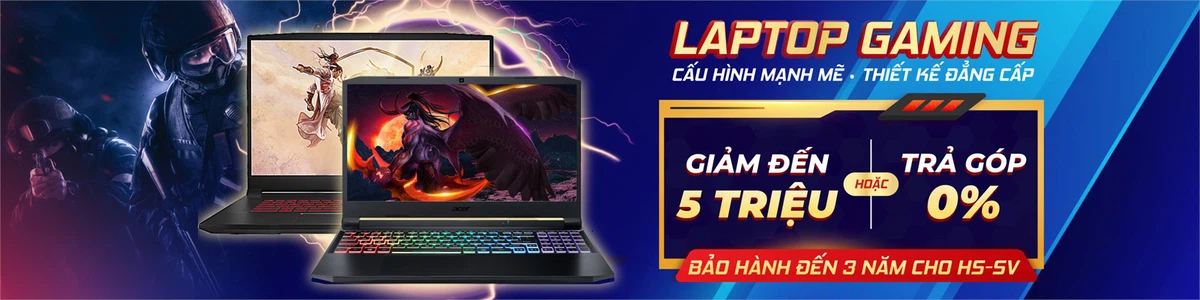 LAPTOP GAMING
CẤU HÌNH MẠNH MẼ • THIẾT KẾ ĐẲNG CẤP
GIẢM ĐẾN
5 TRIỆU
HOẶC
TRẢ GÓP
0%
BẢO HÀNH ĐẾN 3 NĂM CHO HS-SV
acer